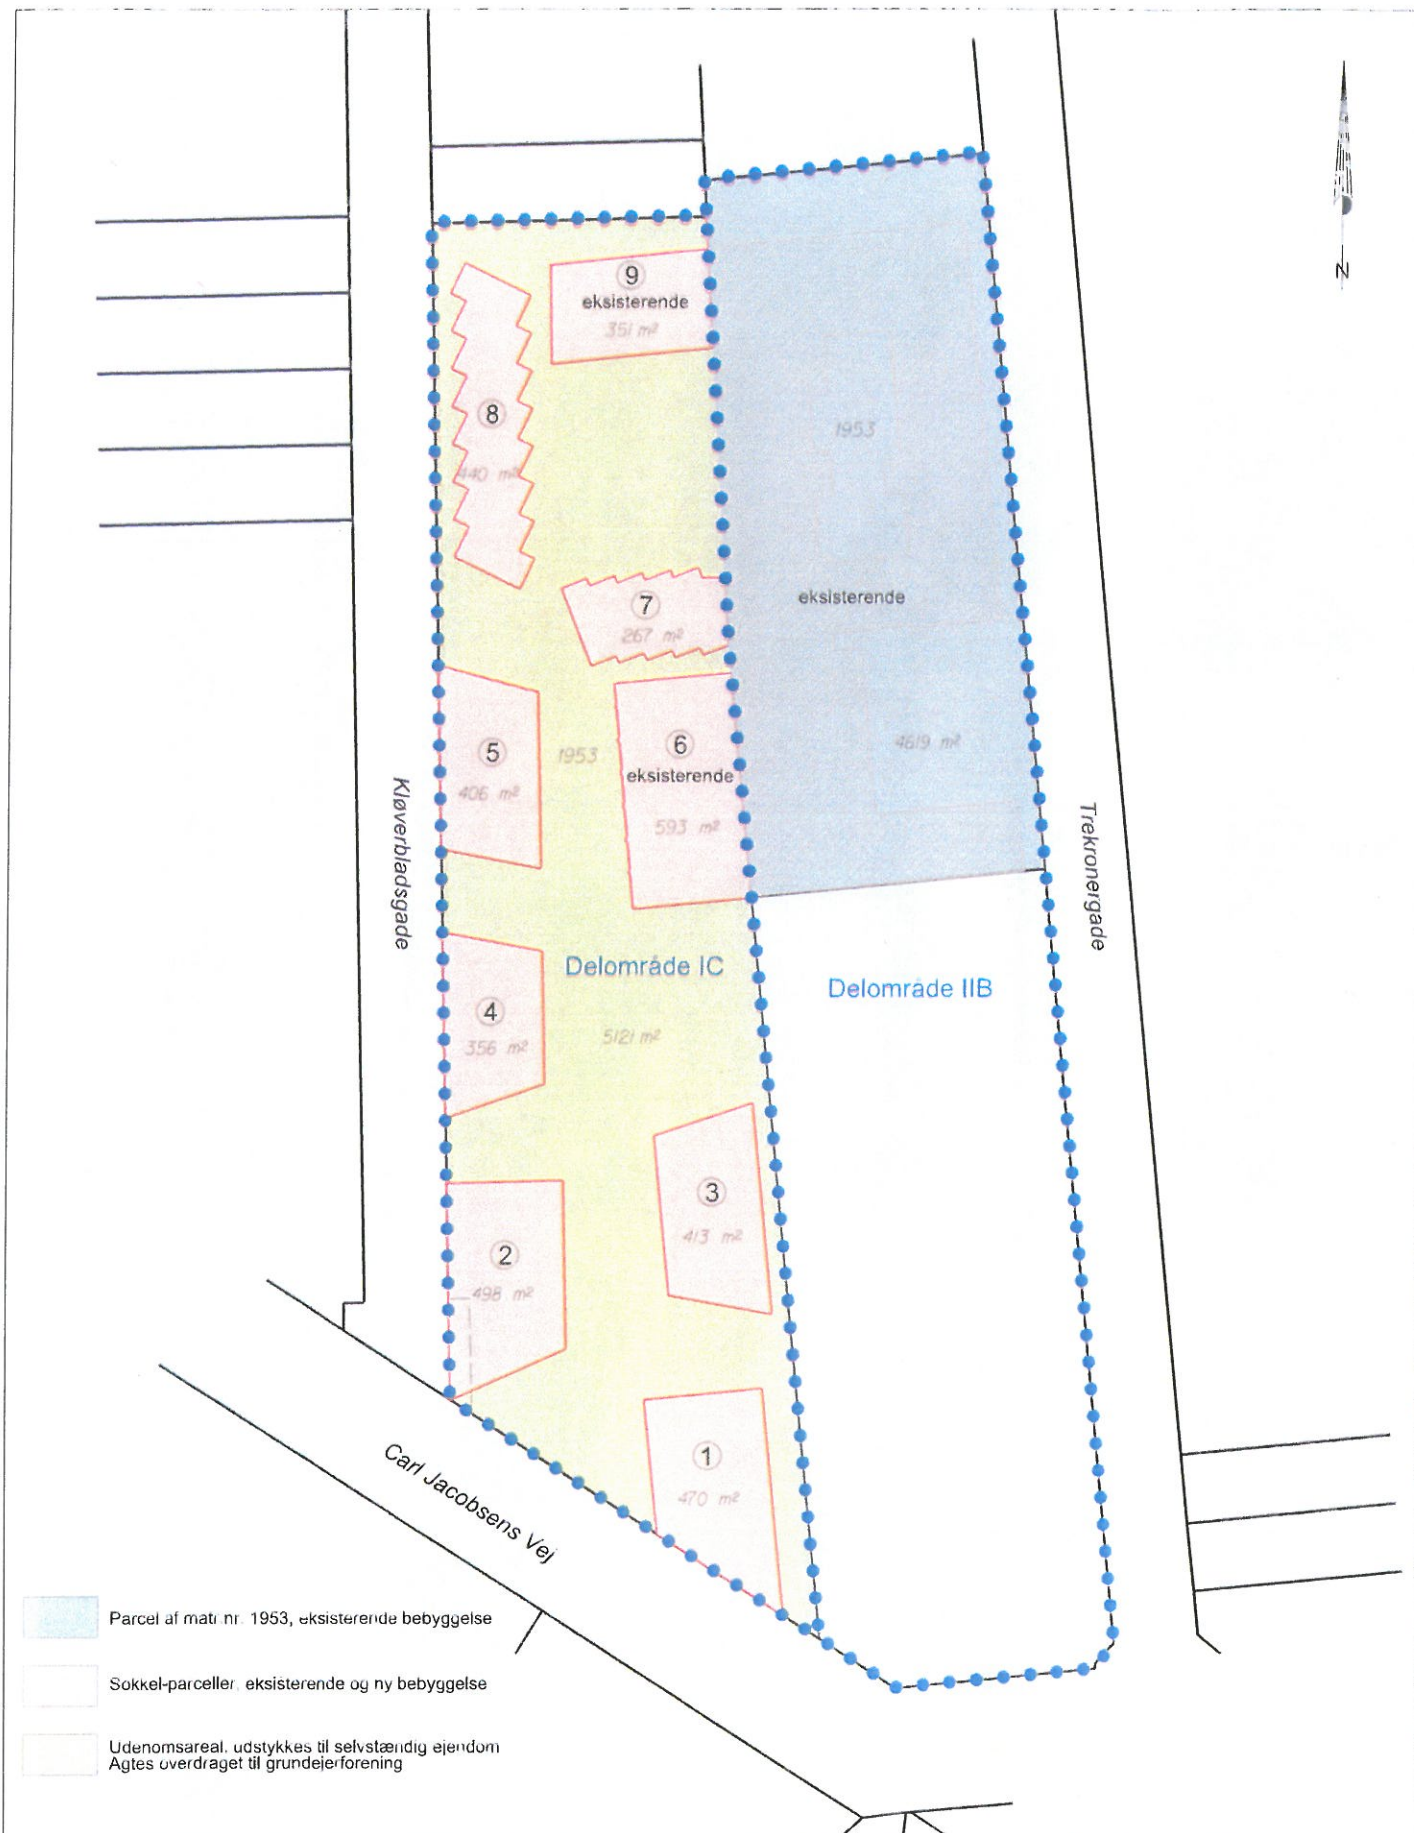 N
9
eksisterende
351 m²
8
440 m²
1953
7
267 m²
eksisterende
5
406 m²
1953
6
eksisterende
593 m²
4619 m²
Kløverbladsgade
Trekronergade
Delområde IC
Delområde IIB
4
356 m²
5121 m²
3
413 m²
2
498 m²
1
470 m²
Carl Jacobsens Vej
Parcel af matr.nr. 1953, eksisterende bebyggelse
Sokkel-parceller, eksisterende og ny bebyggelse
Udenomsareal, udstykkes til selvstændig ejendom
Agtes overdraget til grundejerforening